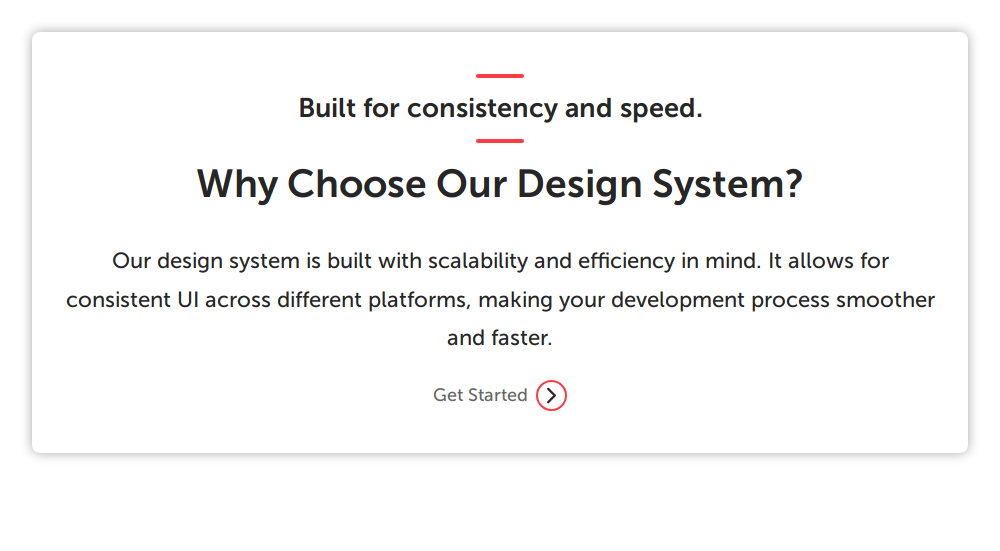 Built for consistency and speed.
Why Choose Our Design System?
Our design system is built with scalability and efficiency in mind. It allows for
consistent UI across different platforms, making your development process smoother
and faster.
Get Started